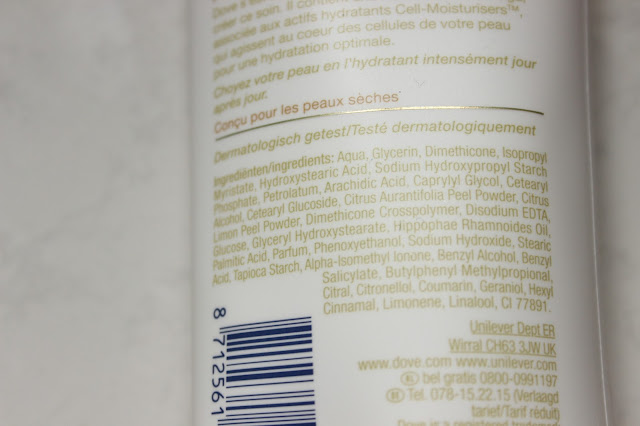 Dove s'est
créer ce soin. Il contient
associée aux actifs hydratants Cell-Moisturisers™,
qui agissent au coeur des cellules de votre peau
pour une hydratation optimale.
Choyez votre peau en l'hydratant intensément jour
après jour.
Conçu pour les peaux sèches*
Dermatologisch getest/Testé dermatologiquement
Ingrediënten/ingredients: Aqua, Glycerin, Dimethicone, Isopropyl
Myristate, Hydroxystearic Acid, Sodium Hydroxypropyl Starch
Phosphate, Petrolatum, Arachidic Acid, Caprylyl Glycol, Cetearyl
Alcohol, Cetearyl Glucoside, Citrus Aurantifolia Peel Powder, Citrus
Limon Peel Powder, Dimethicone Crosspolymer, Disodium EDTA,
Glucose, Glyceryl Hydroxystearate, Hippophae Rhamnoides Oil,
Palmitic Acid, Parfum, Phenoxyethanol, Sodium Hydroxide, Stearic
Acid, Tapioca Starch, Alpha-Isomethyl Ionone, Benzyl Alcohol, Benzyl
Salicylate, Butylphenyl Methylpropional,
Citral, Citronellol, Coumarin, Geraniol, Hexyl
Cinnamal, Limonene, Linalool, CI 77891.
Unilever Dept ER
Wirral CH63 3JW UK
www.dove.com www.unilever.com
bel gratis 0800-0991197
Tel. 078-15.22.15 (Verlaagd
tarief/Tarif réduit)
Dove is a registered trademark
8 712561